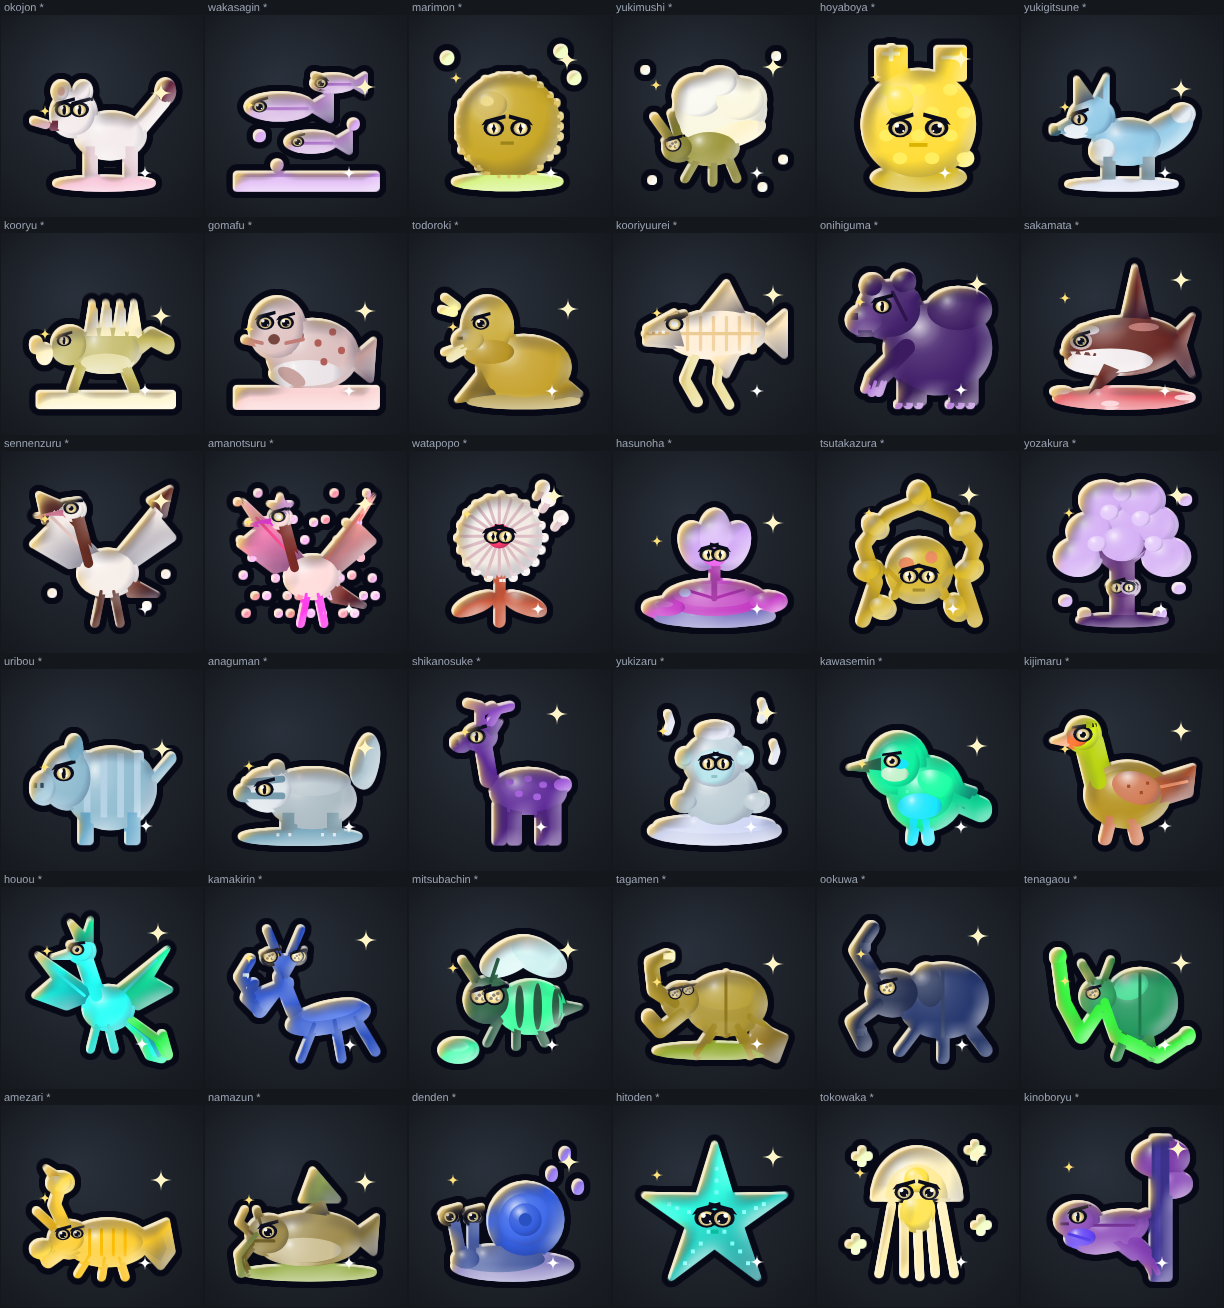 okojon *
wakasagin *
marimon *
yukimushi *
hoyaboya *
yukigitsune *
kooryu *
gomafu *
todoroki *
kooriyuurei *
onihiguma *
sakamata *
sennenzuru *
amanotsuru *
watapopo *
hasunoha *
tsutakazura *
yozakura *
uribou *
anaguman *
shikanosuke *
yukizaru *
kawasemin *
kijimaru *
houou *
kamakirin *
mitsubachin *
tagamen *
ookuwa *
tenagaou *
amezari *
namazun *
denden *
hitoden *
tokowaka *
kinoboryu *